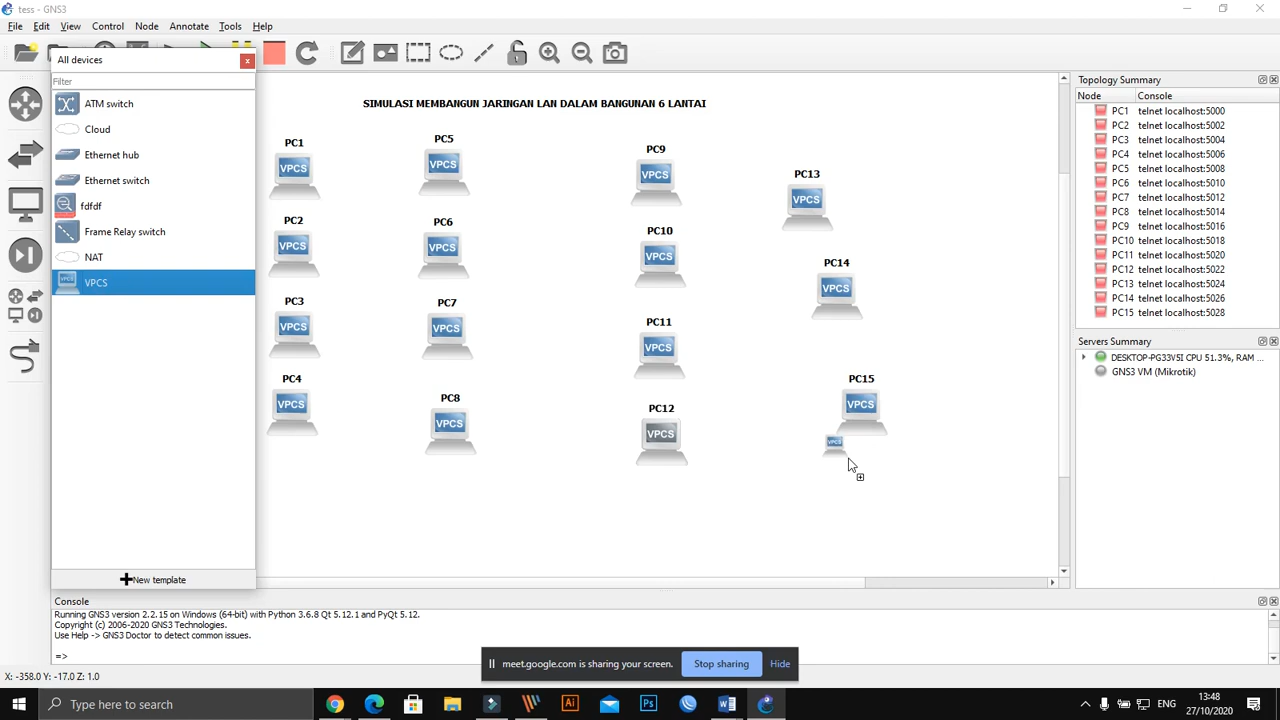 tess - GNS3
File Edit View Control Node Annotate Tools Help
All devices x
Filter
ATM switch
Cloud
Ethernet hub
Ethernet switch
fdfdf
Frame Relay switch
NAT
VPCS
New template
SIMULASI MEMBANGUN JARINGAN LAN DALAM BANGUNAN 6 LANTAI
PC1
VPCS
PC2
VPCS
PC3
VPCS
PC4
VPCS
PC5
VPCS
PC6
VPCS
PC7
VPCS
PC8
VPCS
PC9
VPCS
PC10
VPCS
PC11
VPCS
PC12
VPCS
PC13
VPCS
PC14
VPCS
PC15
VPCS
VPCS
Topology Summary
Node Console
PC1 telnet localhost:5000
PC2 telnet localhost:5002
PC3 telnet localhost:5004
PC4 telnet localhost:5006
PC5 telnet localhost:5008
PC6 telnet localhost:5010
PC7 telnet localhost:5012
PC8 telnet localhost:5014
PC9 telnet localhost:5016
PC10 telnet localhost:5018
PC11 telnet localhost:5020
PC12 telnet localhost:5022
PC13 telnet localhost:5024
PC14 telnet localhost:5026
PC15 telnet localhost:5028
Servers Summary
DESKTOP-PG33V5I CPU 51.3%, RAM ...
GNS3 VM (Mikrotik)
Console
Running GNS3 version 2.2.15 on Windows (64-bit) with Python 3.6.8 Qt 5.12.1 and PyQt 5.12.
Copyright (c) 2006-2020 GNS3 Technologies.
Use Help -> GNS3 Doctor to detect common issues.
=>
meet.google.com is sharing your screen. Stop sharing Hide
X: -358.0 Y: -17.0 Z: 1.0
Type here to search
Ai
Ps
W
ENG
13:48
27/10/2020